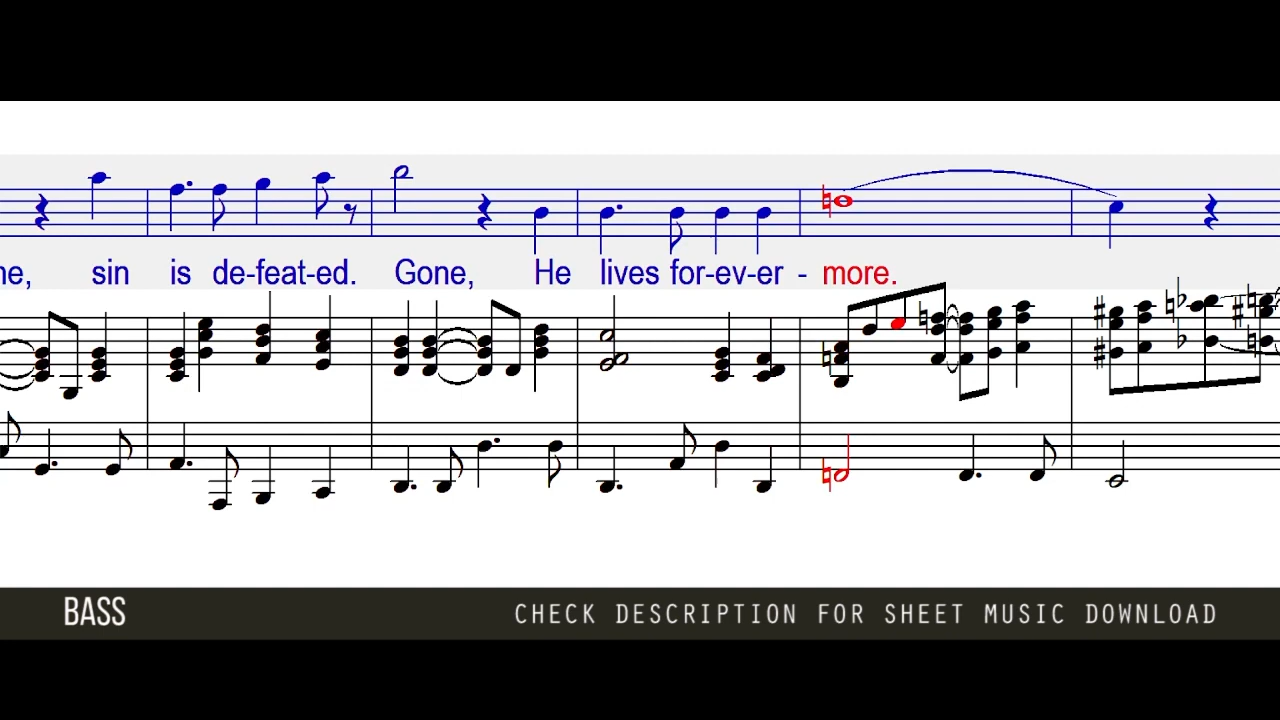 ne, sin is de-feat-ed. Gone, He lives for-ev-er - more.
BASS
CHECK DESCRIPTION FOR SHEET MUSIC DOWNLOAD